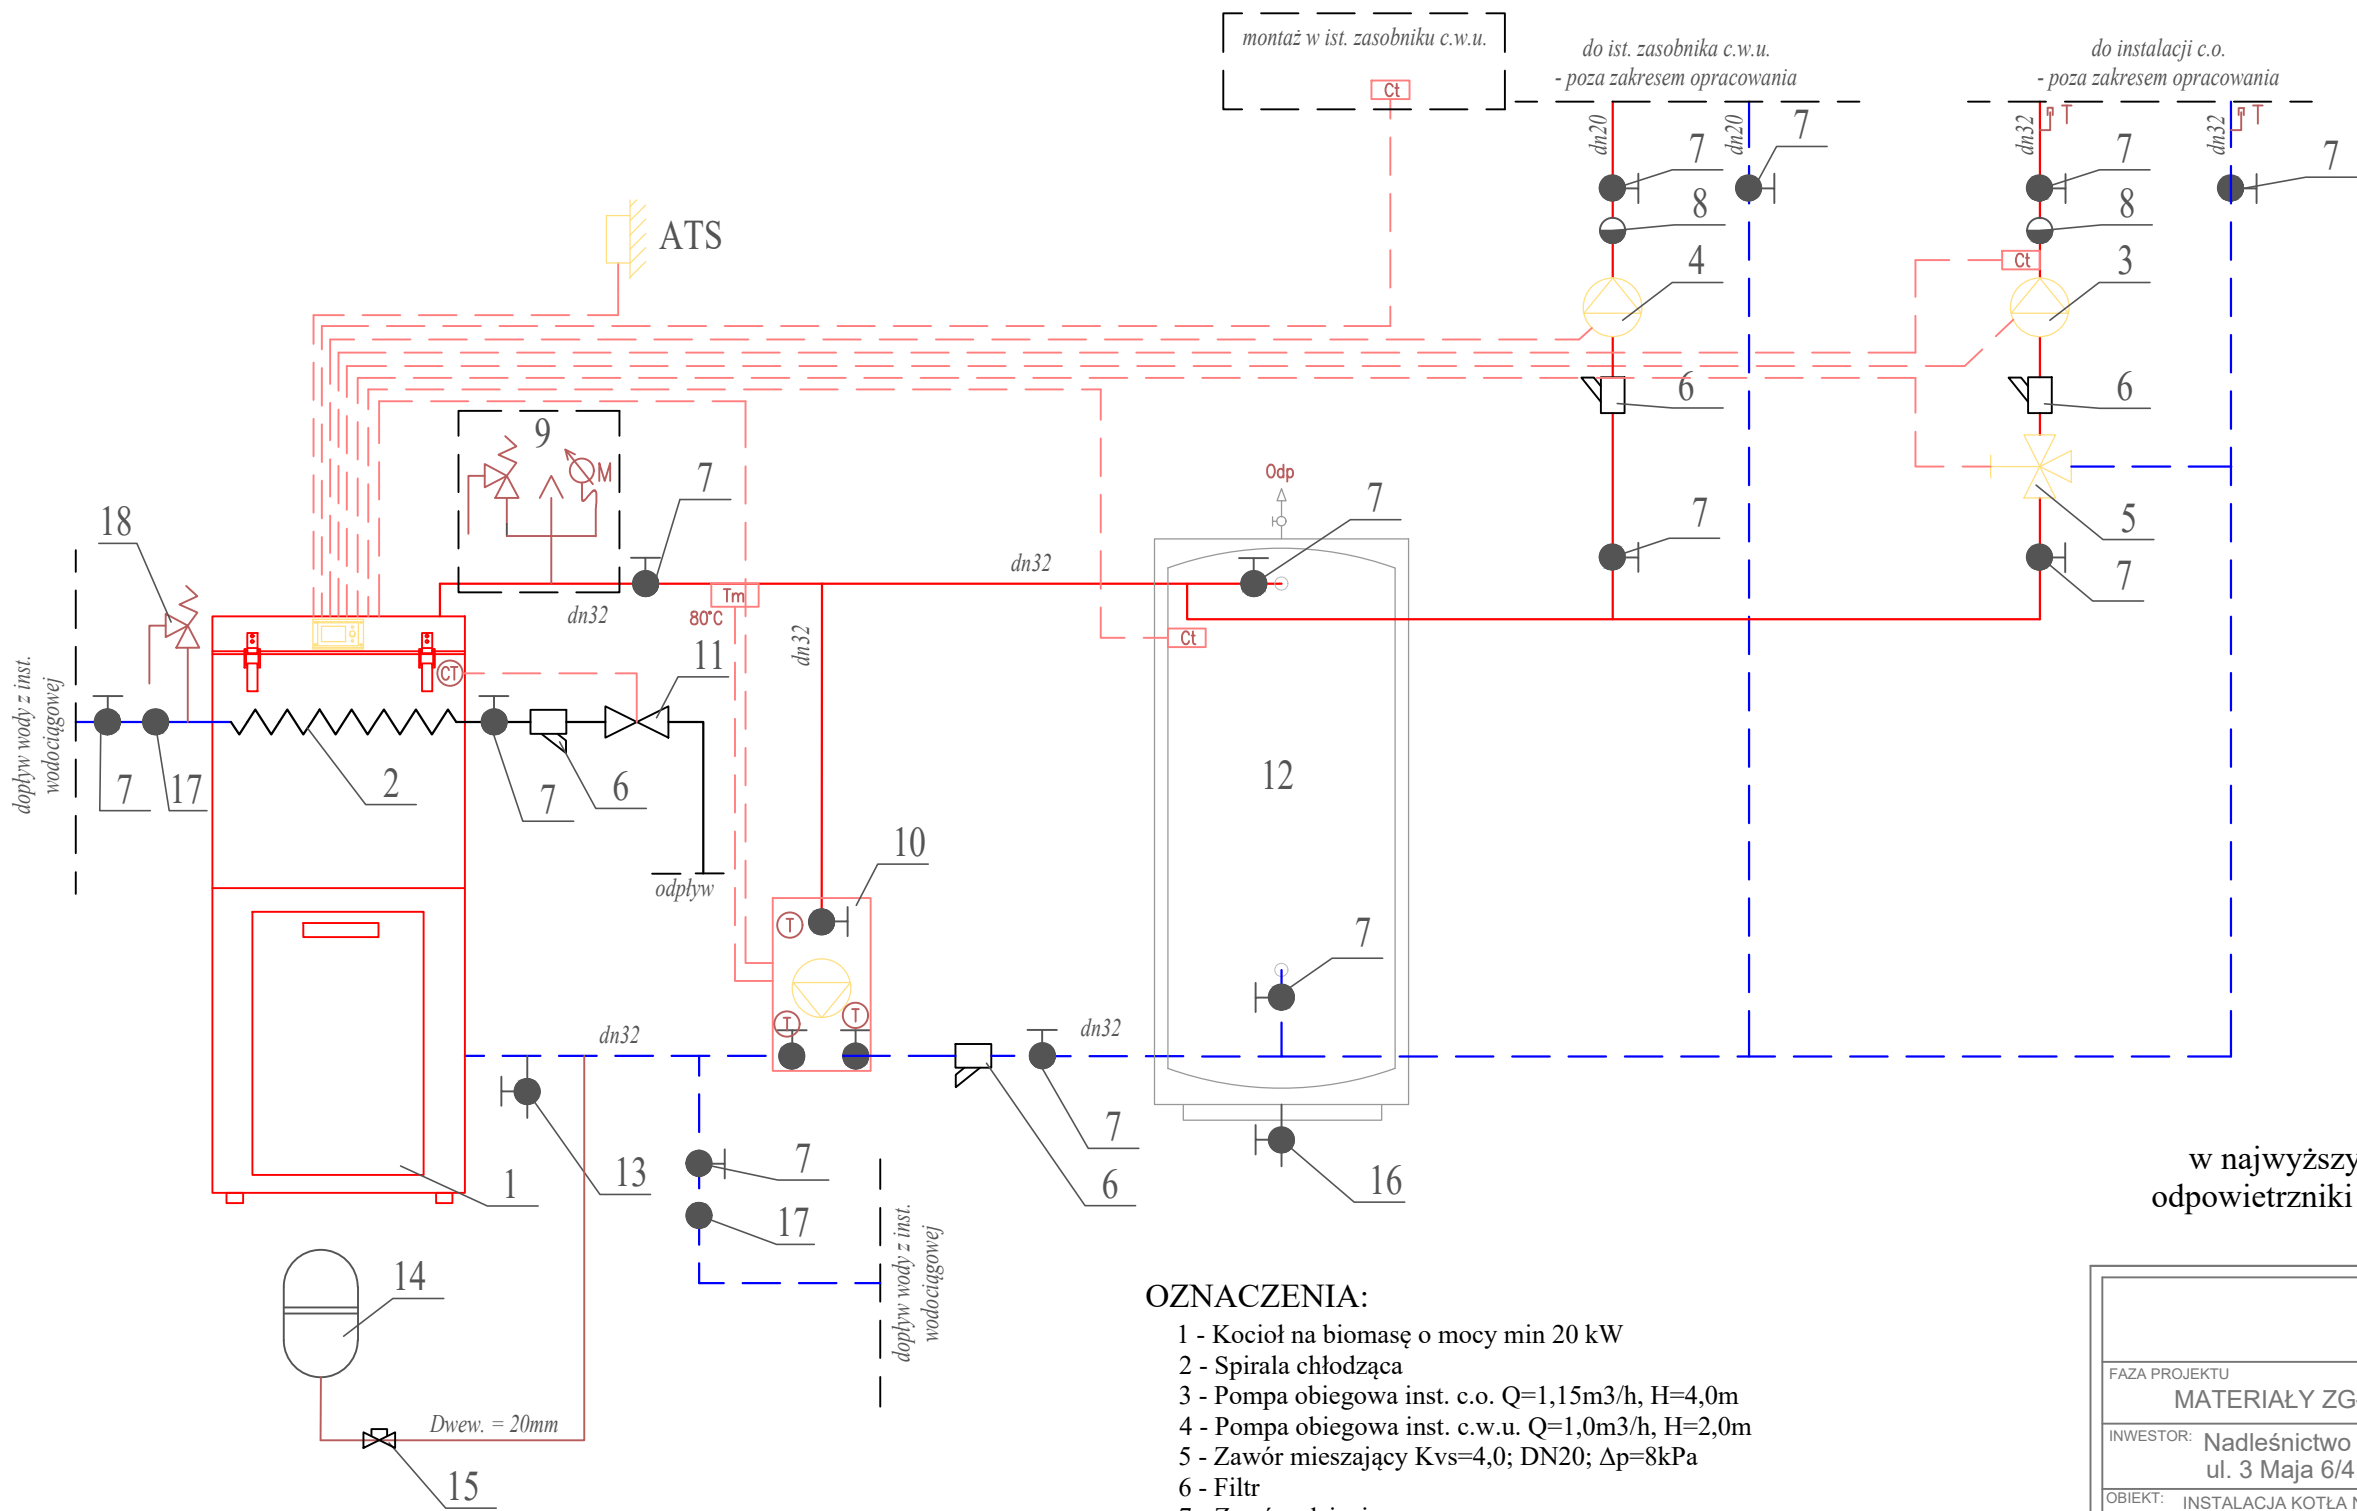 montaż w ist. zasobniku c.w.u.
Ct
do ist. zasobnika c.w.u.
- poza zakresem opracowania
do instalacji c.o.
- poza zakresem opracowania
dn20
dn20
dn32
dn32
T
T
7
7
7
7
8
8
ATS
4
Ct
3
6
6
9
M
7
Odp
7
7
5
7
18
dn32
dn32
Tm
80°C
dn32
Ct
11
CT
dopływ wody z inst.
wodociągowej
7
17
2
7
6
12
odpływ
10
T
7
T
T
dn32
dn32
13
1
7
17
7
6
16
dopływ wody z inst.
wodociągowej
14
Dwew. = 20mm
15
w najwyższy
odpowietrzniki
OZNACZENIA:
1 - Kocioł na biomasę o mocy min 20 kW
2 - Spirala chłodząca
3 - Pompa obiegowa inst. c.o. Q=1,15m3/h, H=4,0m
4 - Pompa obiegowa inst. c.w.u. Q=1,0m3/h, H=2,0m
5 - Zawór mieszający Kvs=4,0; DN20; Δp=8kPa
6 - Filtr
FAZA PROJEKTU
MATERIAŁY ZG
INWESTOR: Nadleśnictwo
ul. 3 Maja 6/4
OBIEKT: INSTALACJA KOTŁA